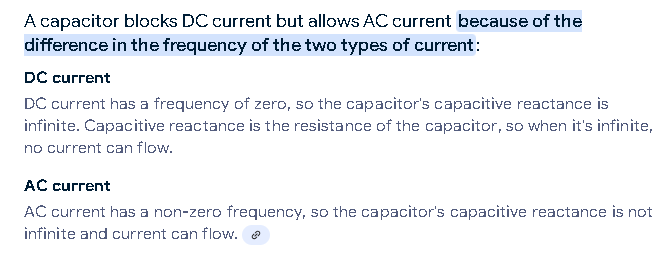 A capacitor blocks DC current but allows AC current because of the
difference in the frequency of the two types of current:
DC current
DC current has a frequency of zero, so the capacitor's capacitive reactance is
infinite. Capacitive reactance is the resistance of the capacitor, so when it's infinite,
no current can flow.
AC current
AC current has a non-zero frequency, so the capacitor's capacitive reactance is not
infinite and current can flow.